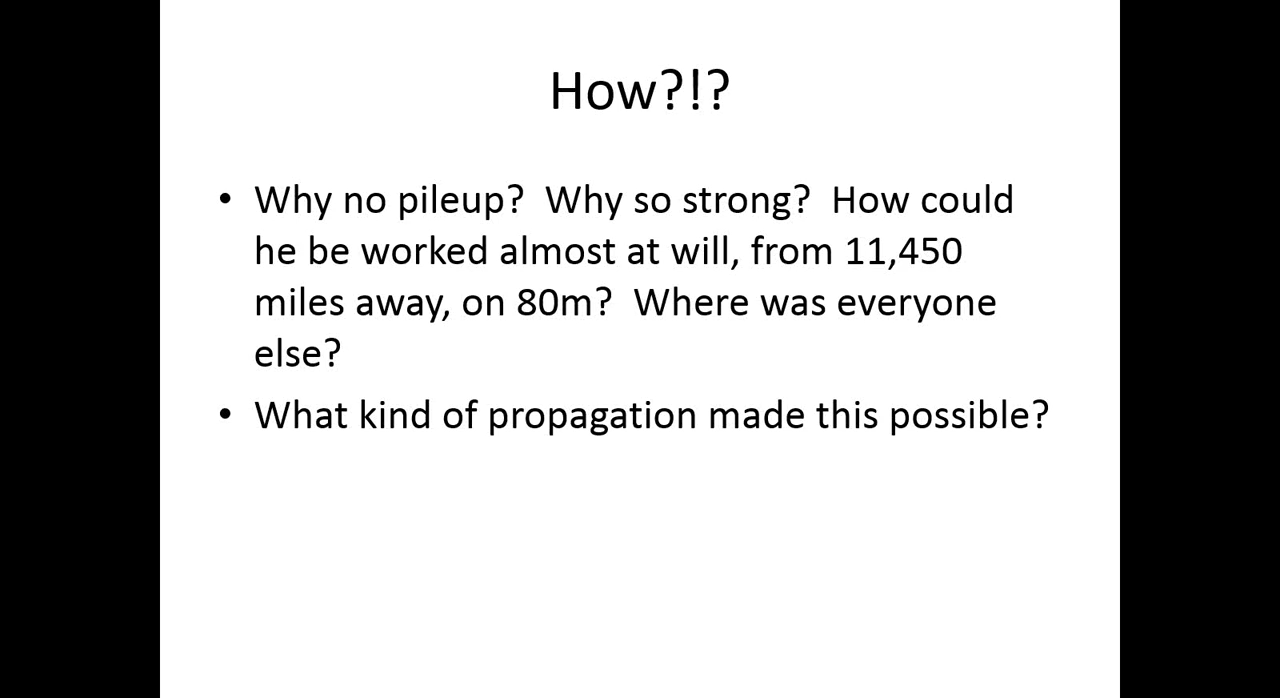 How?!?
• Why no pileup?  Why so strong?  How could
he be worked almost at will, from 11,450
miles away, on 80m?  Where was everyone
else?
• What kind of propagation made this possible?